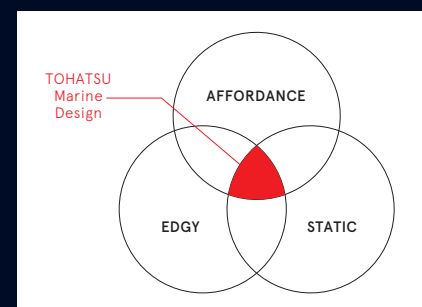 TOHATSU
Marine
Design
AFFORDANCE
EDGY
STATIC